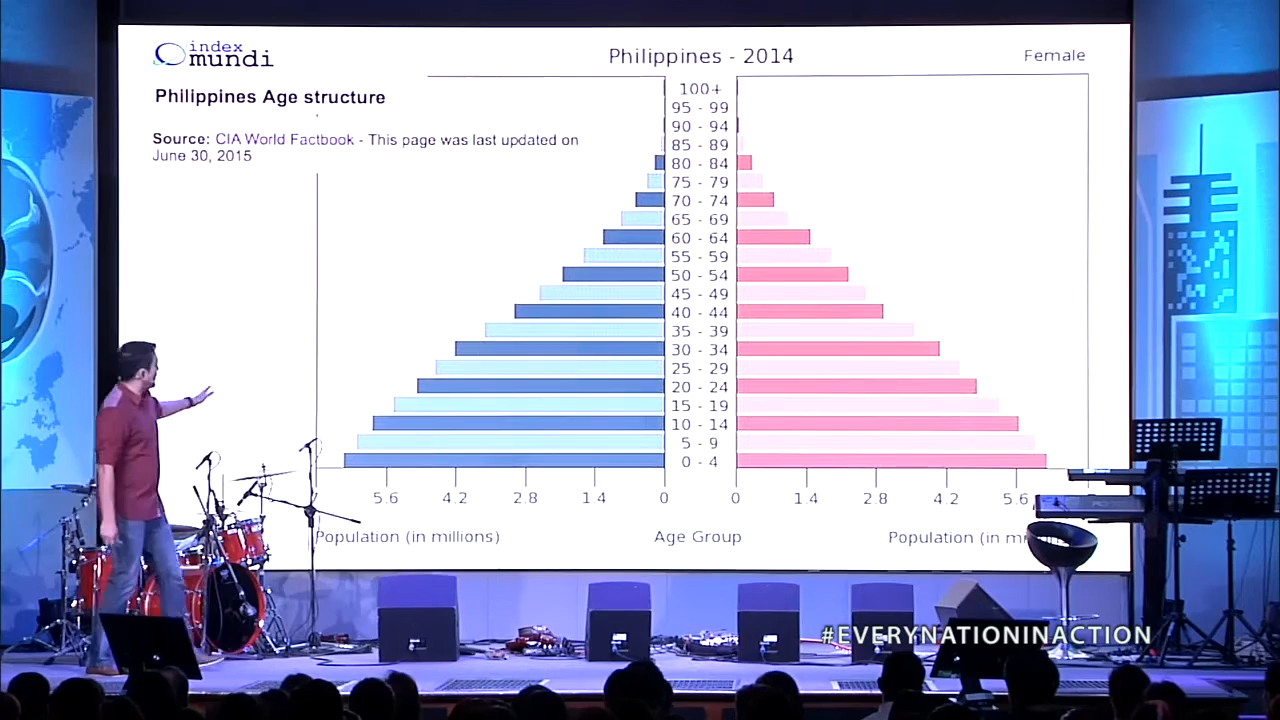 index
mundi
Philippines - 2014
Female
Philippines Age structure
Source: CIA World Factbook - This page was last updated on
June 30, 2015
100+
95 - 99
90 - 94
85 - 89
80 - 84
75 - 79
70 - 74
65 - 69
60 - 64
55 - 59
50 - 54
45 - 49
40 - 44
35 - 39
30 - 34
25 - 29
20 - 24
15 - 19
10 - 14
5 - 9
0 - 4
5.6 4.2 2.8 1.4 0 0 1.4 2.8 4.2 5.6
Population (in millions) Age Group Population (in
#EVERYNATIONINACTION